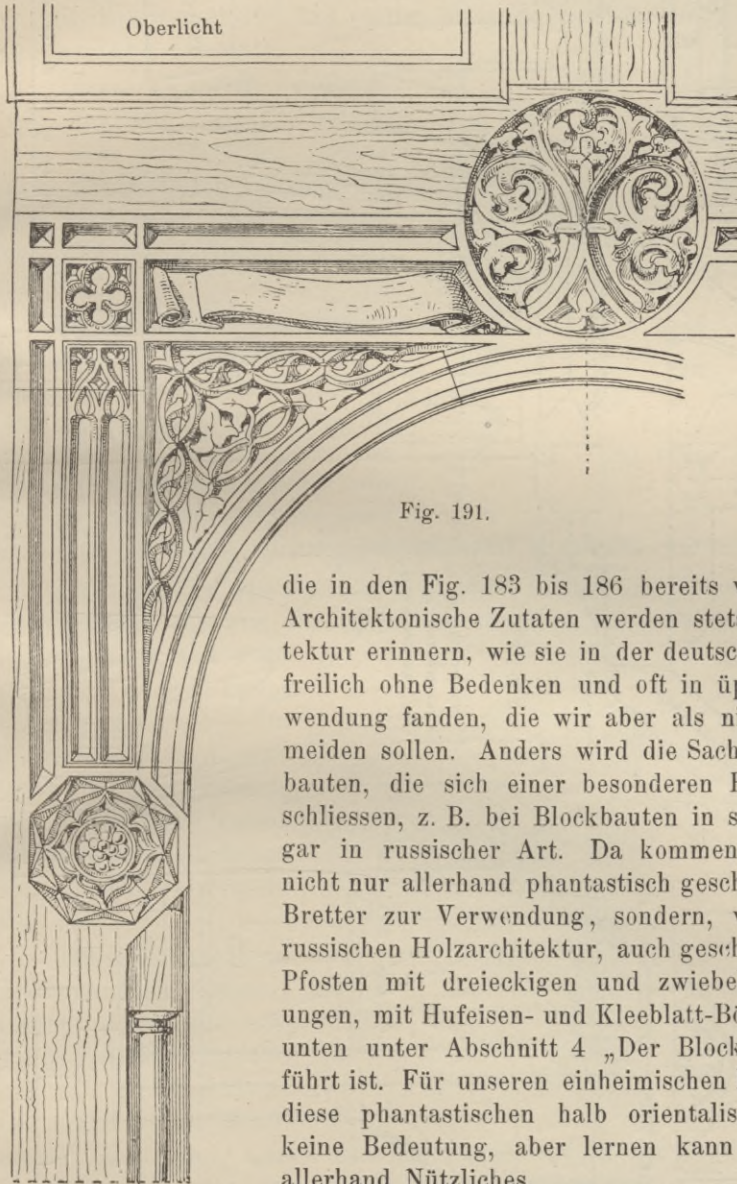 Oberlicht
Fig. 191.
die in den Fig. 183 bis 186 bereits
Architektonische Zutaten werden stet
tektur erinnern, wie sie in der deutsc
freilich ohne Bedenken und oft in üp
wendung fanden, die wir aber als n
meiden sollen. Anders wird die Sach
bauten, die sich einer besonderen
schliessen, z. B. bei Blockbauten in s
gar in russischer Art. Da kommen
nicht nur allerhand phantastisch gesch
Bretter zur Verwendung, sondern,
russischen Holzarchitektur, auch gesch
Pfosten mit dreieckigen und zwiebe
ungen, mit Hufeisen- und Kleeblatt-Bö
unten unter Abschnitt 4 „Der Block
führt ist. Für unseren einheimischen
diese phantastischen halb orientalis
keine Bedeutung, aber lernen kann
allerhand Nützliches